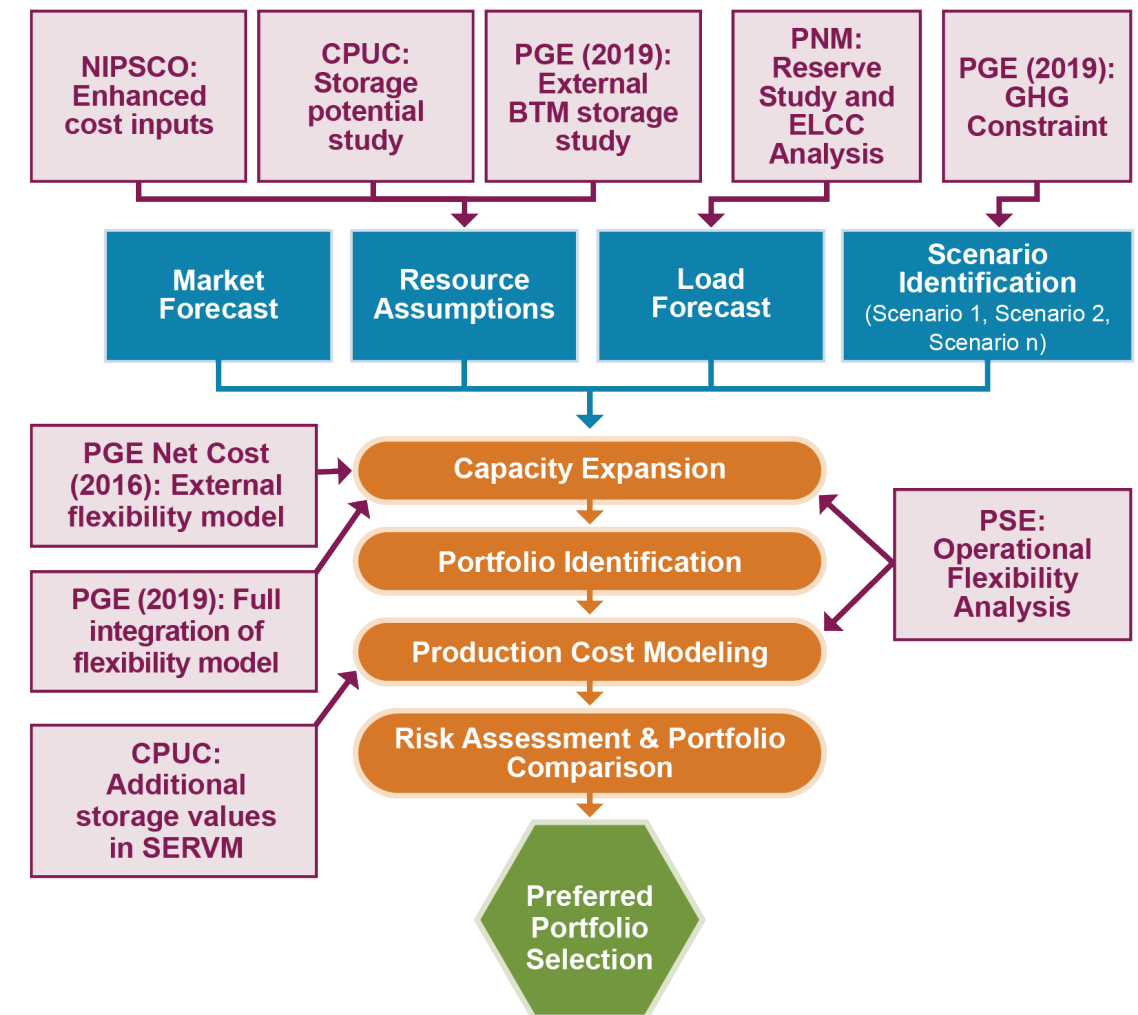 NIPSCO:
Enhanced
cost inputs
CPUC:
Storage
potential
study
PGE (2019):
External
BTM storage
study
PNM:
Reserve
Study and
ELCC
Analysis
PGE (2019):
GHG
Constraint
Market
Forecast
Resource
Assumptions
Load
Forecast
Scenario
Identification
(Scenario 1, Scenario 2,
Scenario n)
PGE Net Cost
(2016): External
flexibility model
Capacity Expansion
PSE:
Operational
Flexibility
Analysis
Portfolio Identification
PGE (2019): Full
integration of
flexibility model
Production Cost Modeling
CPUC:
Additional
storage values
in SERVM
Risk Assessment & Portfolio
Comparison
Preferred
Portfolio
Selection